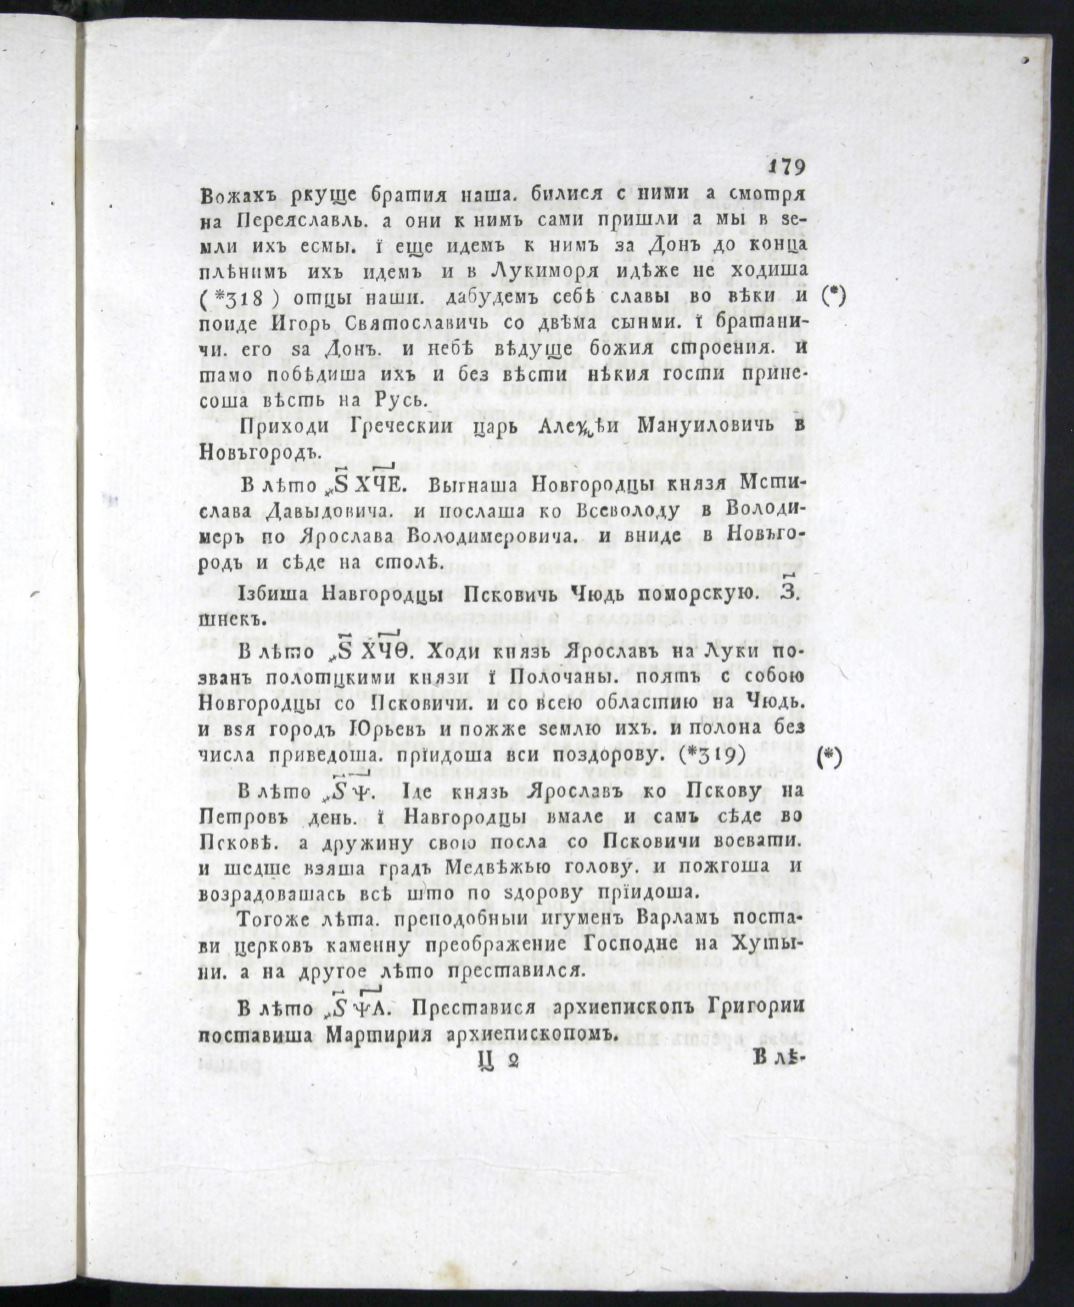 179
Вожахъ ркуще братия наша. билися с ними а смотря
на Переяславль. а они к нимъ сами пришли а мы в ѕе-
мли ихъ есмы. ї еще идемъ к нимъ за Донъ до конца
плѣнимъ ихъ идемъ и в Лукиморя идѣже не ходиша
( *318 ) отцы наши. дабудемъ себѣ славы во вѣки и (*)
поиде Игорь Святославичь со двѣма сынми. ї братани-
чи. его ѕа Донъ. и небѣ вѣдуще божия строения. и
тамо побѣдиша ихъ и без вѣсти нѣкия гости прине-
соша вѣсть на Русь.
Приходи Греческии царь Алеѯѣи Мануиловичь в
Новъгородъ.
В лѣто ҂Ѕ҃ ХЧЕ. Выгнаша Новгородцы князя Мсти-
слава Давыдовича. и послаша ко Всеволоду в Володи-
меръ по Ярослава Володимеровича. и вниде в Новъго-
родъ и сѣде на столѣ.
Ізбиша Навгородцы Псковичь Чюдь поморскую. З҃.
шнекъ.
В лѣто ҂Ѕ҃ ХЧѲ. Ходи князь Ярославъ на Луки по-
званъ полотцкими князи ї Полочаны. поятъ с собою
Новгородцы со Псковичи. и со всею областию на Чюдь.
и вѕя городъ Юрьевъ и пожже ѕемлю ихъ. и полона без
числа приведоша. прїидоша вси поздорову. (*319) (*)
В лѣто ҂Ѕ҃ Ѱ. Іде князь Ярославъ ко Пскову на
Петровъ день. ї Навгородцы вмале и самъ сѣде во
Псковѣ. а дружину свою посла со Псковичи воевати.
и шедше взяша градъ Медвѣжью голову. и пожгоша и
возрадовашась всѣ што по ѕдорову прїидоша.
Тогоже лѣта. преподобныи игуменъ Варламъ поста-
ви церковъ каменну преображение Господне на Хуты-
ни. а на другое лѣто преставился.
В лѣто ҂Ѕ҃ ѰА. Преставися архиепископъ Григории
поставиша Мартирия архиепископомъ.
Ц 2 В лѣ-